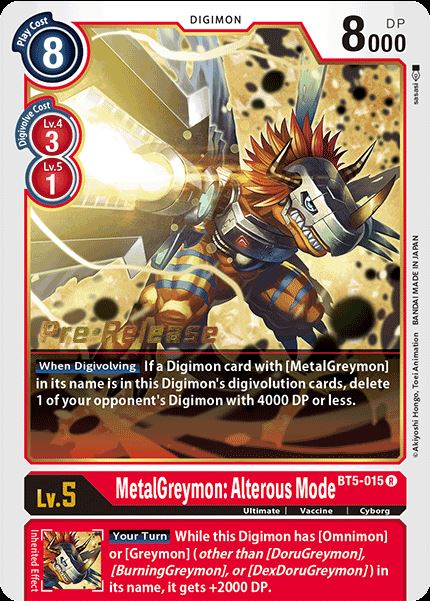 DIGIMON
Play Cost
8
8000
DP
sasasi
Digivolve Cost
Lv.4
3
Lv.5
1
Pre-Release
When Digivolving If a Digimon card with [MetalGreymon]
in its name is in this Digimon's digivolution cards, delete
1 of your opponent's Digimon with 4000 DP or less.
©Akiyoshi Hongo, Toei Animation BANDAI MADE IN JAPAN
Lv.5
MetalGreymon: Alterous Mode
BT5-015 R
Ultimate | Vaccine | Cyborg
Inherited Effect
Your Turn While this Digimon has [Omnimon]
or [Greymon] (other than [DoruGreymon],
[BurningGreymon], or [DexDoruGreymon]) in
its name, it gets +2000 DP.